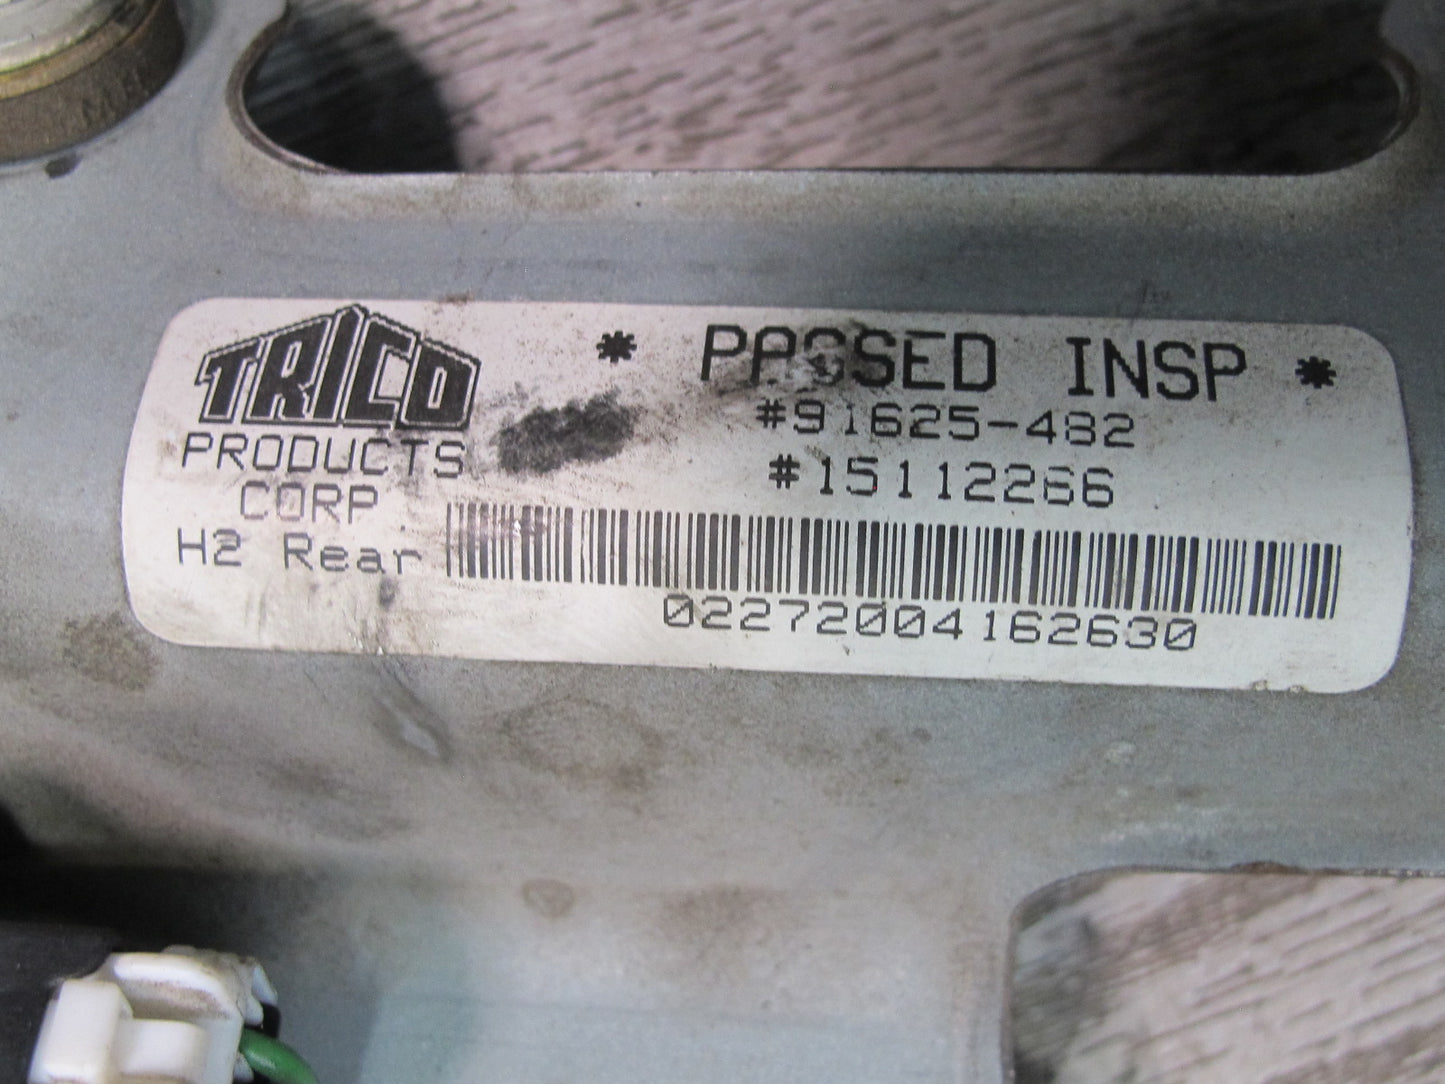 TRICO
PRODUCTS
CORP
H2 Rear
* PASSED INSP *
#91625-482
#15112266
02272004162630